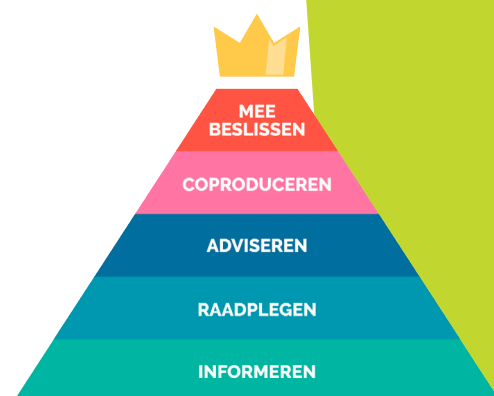 MEE
BESLISSEN
COPRODUCEREN
ADVISEREN
RAADPLEGEN
INFORMEREN